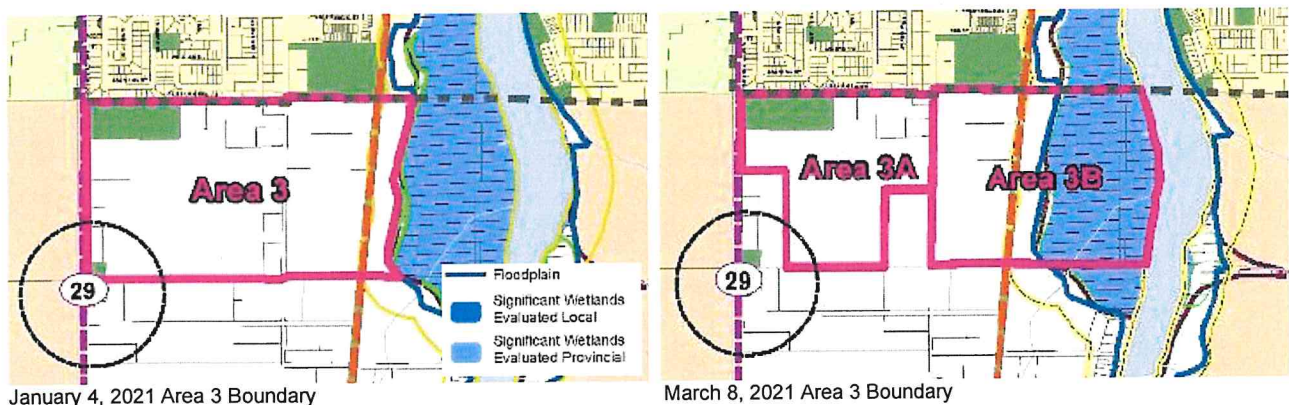 Area 3
29
Floodplain
Significant Wetlands
Evaluated Local
Significant Wetlands
Evaluated Provincial
January 4, 2021 Area 3 Boundary
Area 3A
Area 3B
29
March 8, 2021 Area 3 Boundary